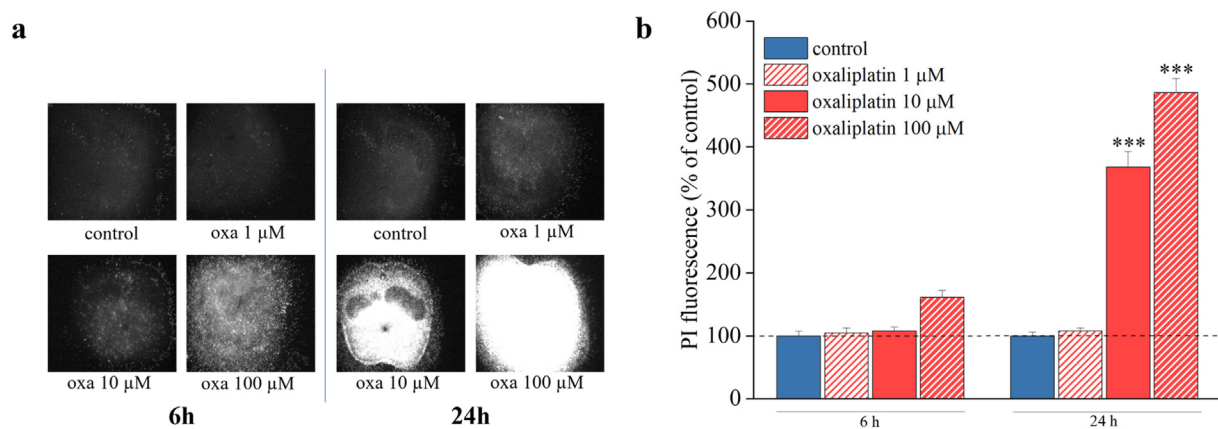 a
control
oxa 1 µM
control
oxa 1 µM
oxa 10 µM
oxa 100 µM
oxa 10 µM
oxa 100 µM
6h
24h
b
PI fluorescence (% of control)
600
500
400
300
200
100
0
control
oxaliplatin 1 µM
oxaliplatin 10 µM
oxaliplatin 100 µM
***
***
6 h
24 h